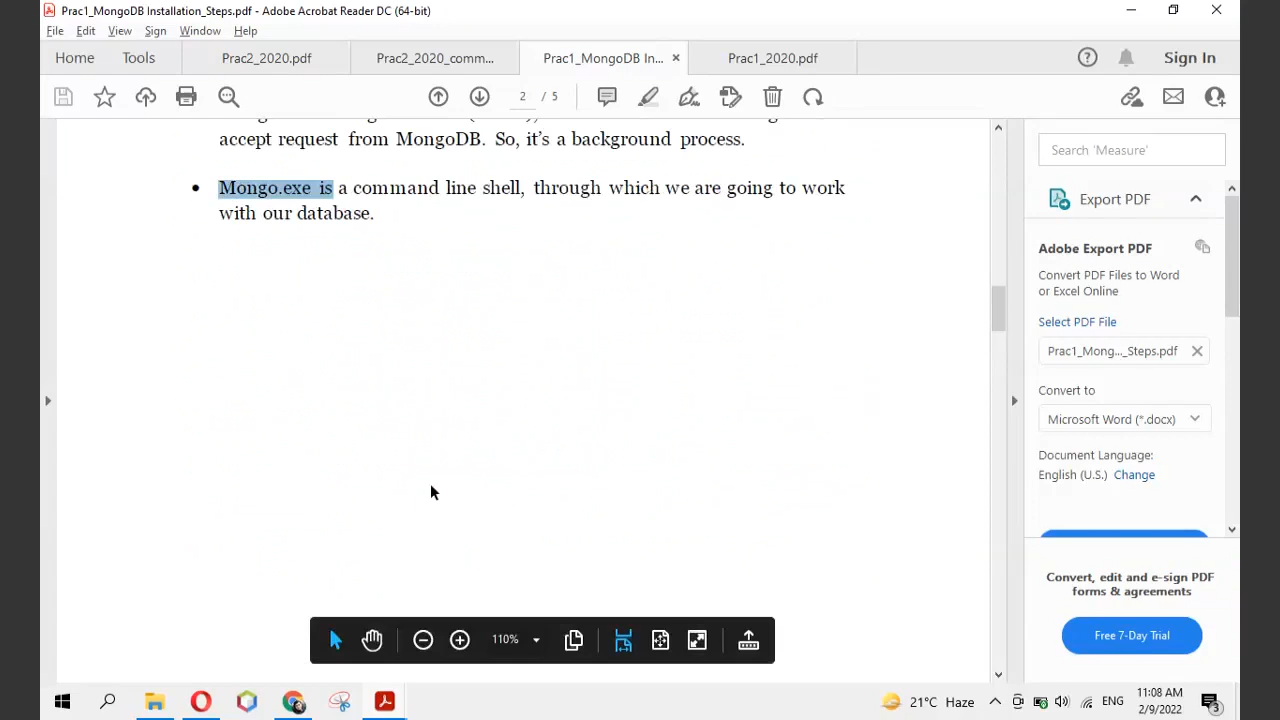 Prac1_MongoDB Installation_Steps.pdf - Adobe Acrobat Reader DC (64-bit)
File Edit View Sign Window Help
Home Tools Prac2_2020.pdf Prac2_2020_comm... Prac1_MongoDB In... Prac1_2020.pdf Sign In
2 / 5
accept request from MongoDB. So, it's a background process.
• Mongo.exe is a command line shell, through which we are going to work
with our database.
Search 'Measure'
Export PDF
Adobe Export PDF
Convert PDF Files to Word
or Excel Online
Select PDF File
Prac1_Mong..._Steps.pdf
Convert to
Microsoft Word (*.docx)
Document Language:
English (U.S.) Change
Convert, edit and e-sign PDF
forms & agreements
Free 7-Day Trial
110%
21°C Haze
ENG
11:08 AM
2/9/2022
3